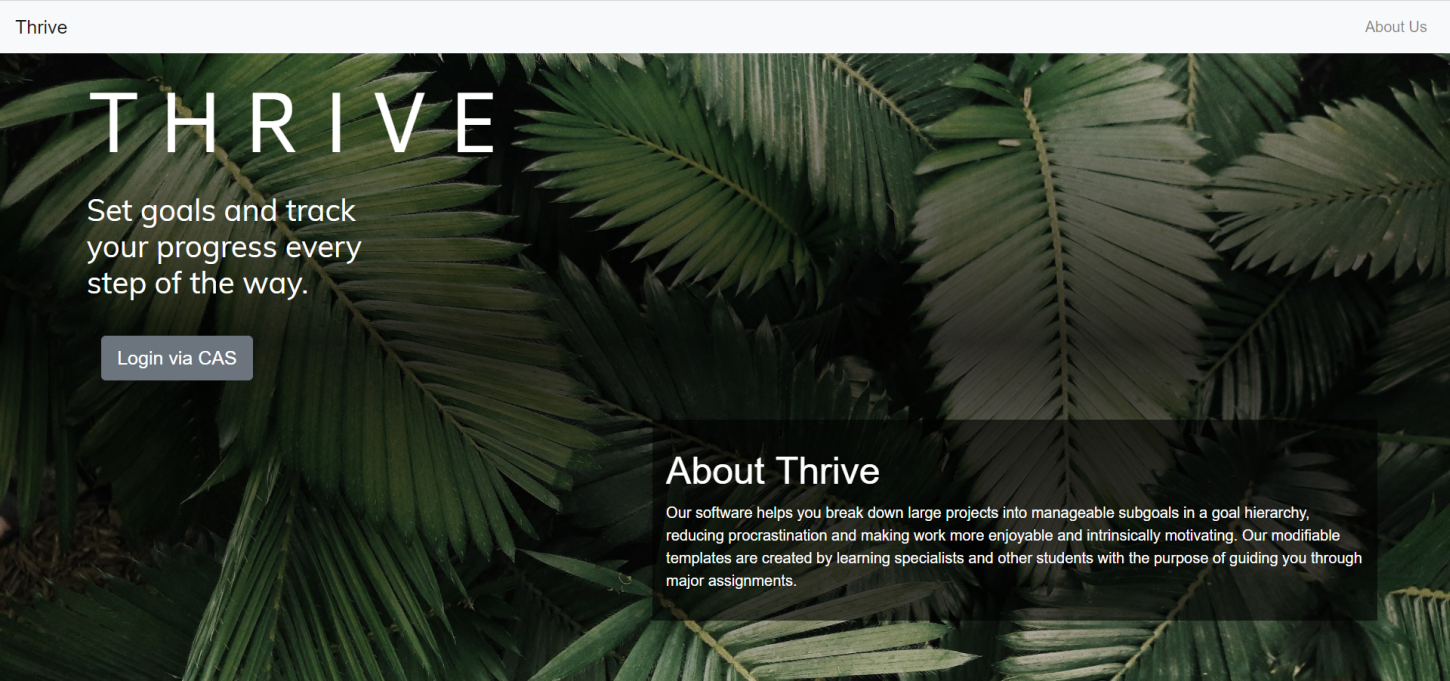 Thrive
About Us
THRIVE
Set goals and track
your progress every
step of the way.
Login via CAS
About Thrive
Our software helps you break down large projects into manageable subgoals in a goal hierarchy,
reducing procrastination and making work more enjoyable and intrinsically motivating. Our modifiable
templates are created by learning specialists and other students with the purpose of guiding you through
major assignments.